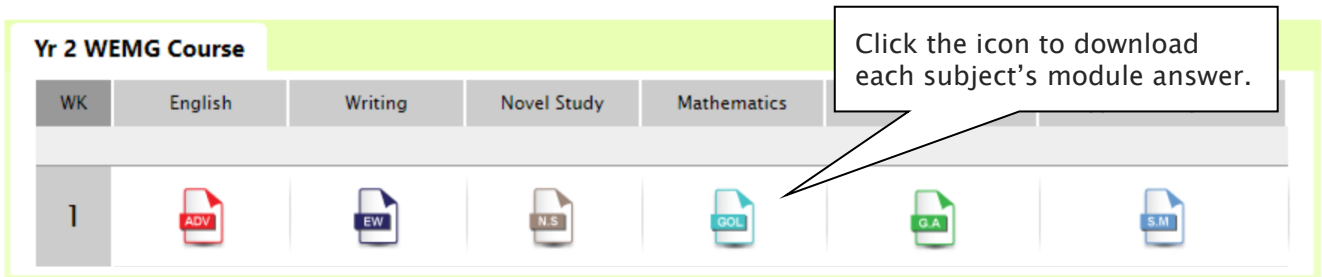 Yr 2 WEMG Course
Click the icon to download
each subject's module answer.
WK English Writing Novel Study Mathematics
1 ADV EW N.S GOL G.A S.M